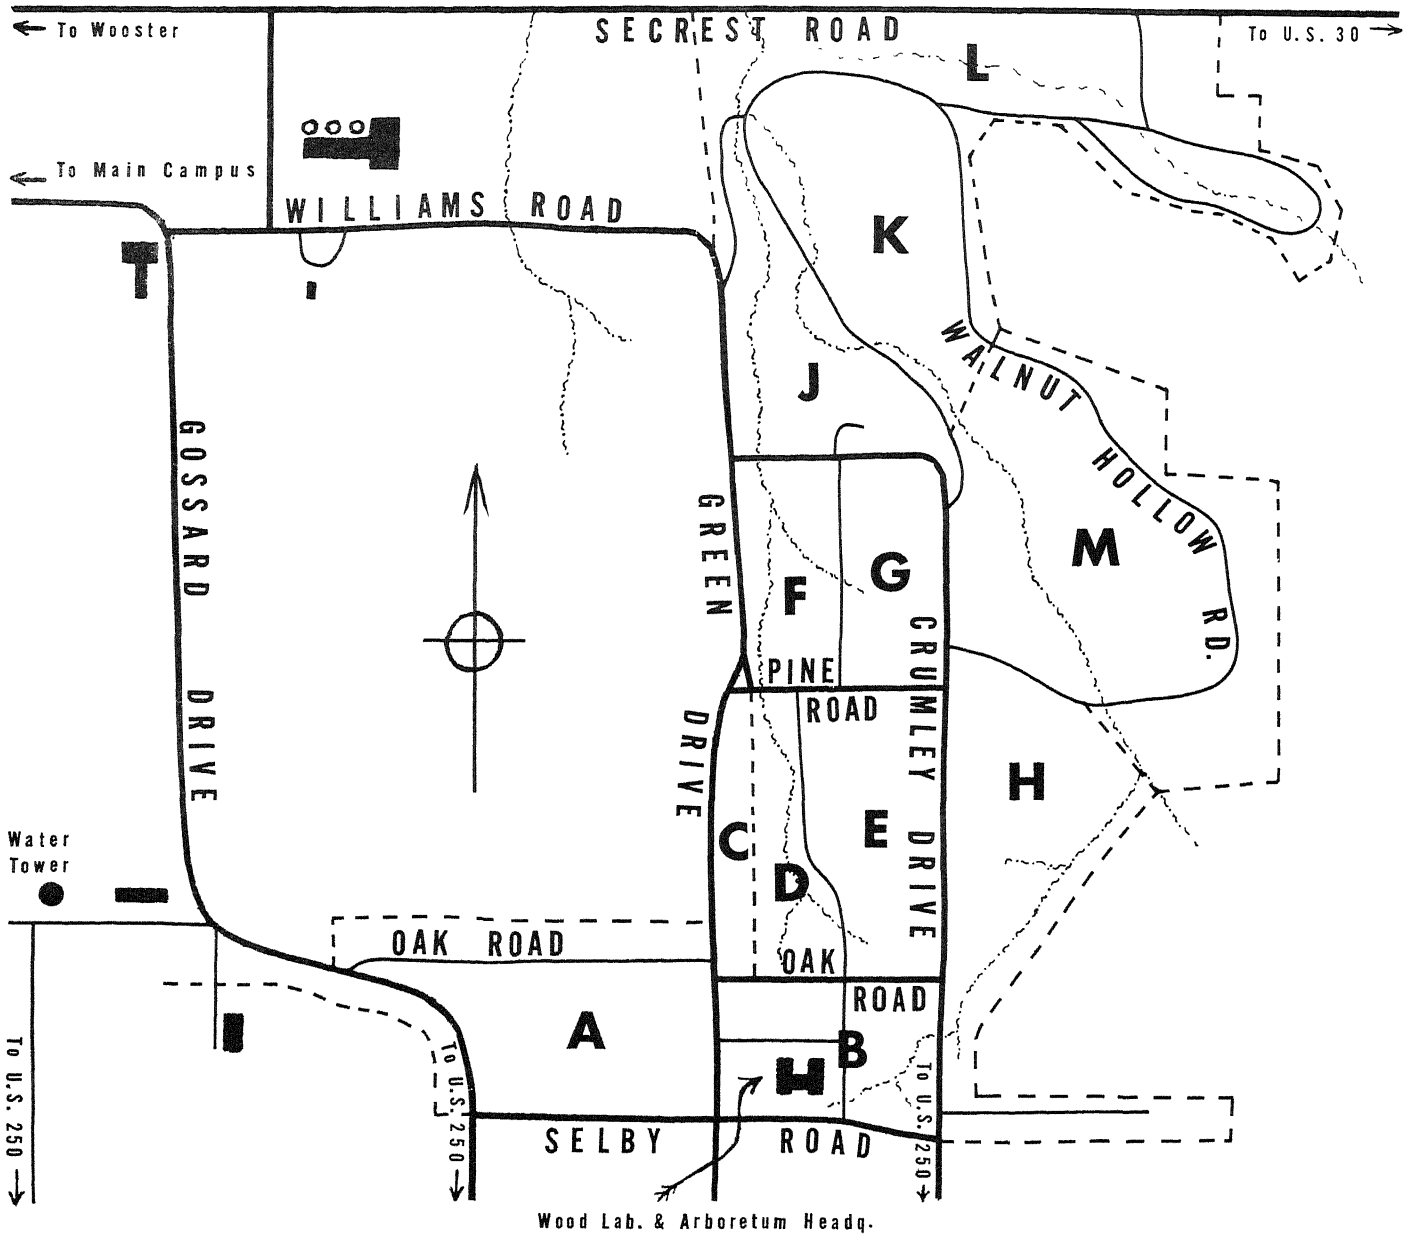 To Wooster
SECREST ROAD
To U.S. 30
L
To Main Campus
WILLIAMS ROAD
K
WALNUT HOLLOW RD.
J
GOSSARD DRIVE
GREEN DRIVE
M
F
G
CRUMLEY DRIVE
PINE ROAD
H
C
E
D
Water
Tower
OAK ROAD
OAK ROAD
A
B
To U.S. 250
To U.S. 250
To U.S. 250
SELBY ROAD
Wood Lab. & Arboretum Headq.